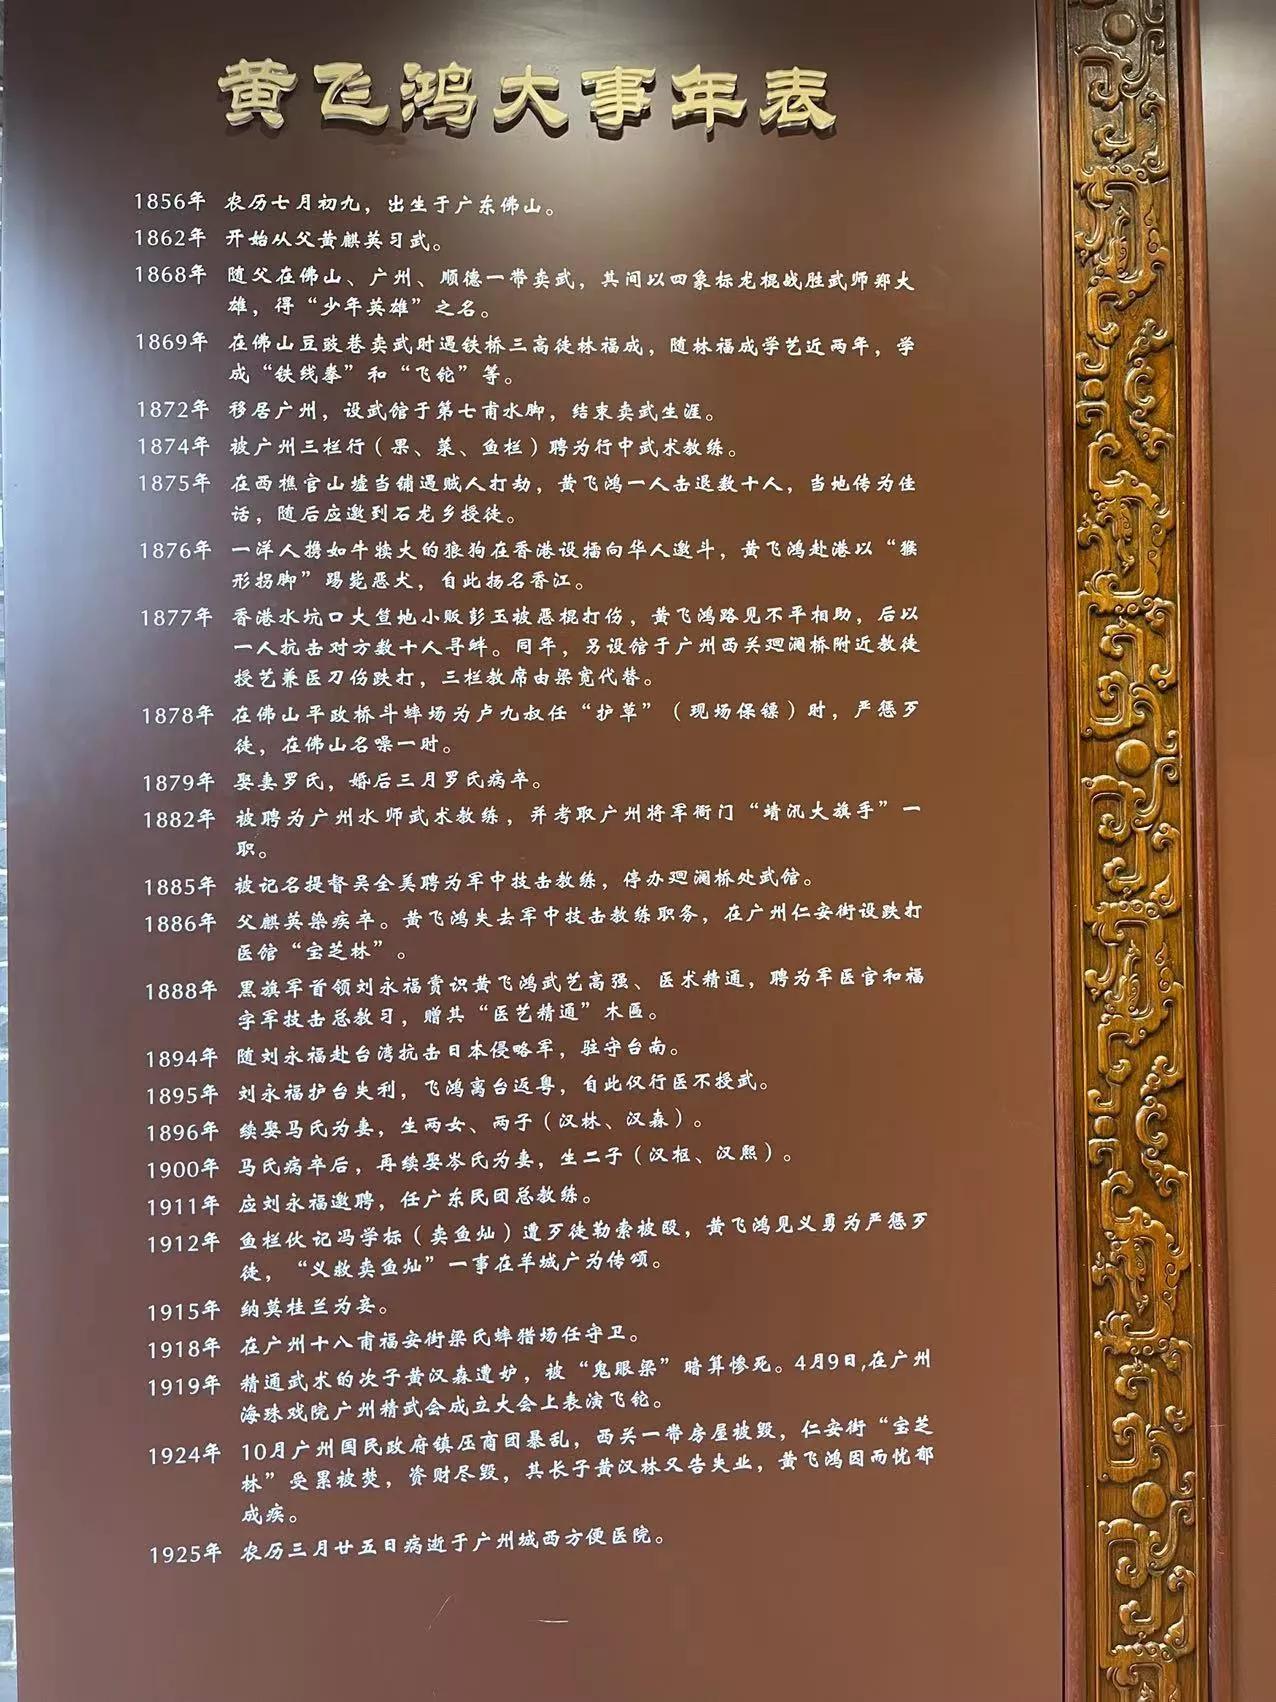 黄飞鸿大事年表
1856年 农历七月初九，出生于广东佛山。
1862年 开始从父黄麒英习武。
1868年 随父在佛山、广州、顺德一带卖武，其间以四象标龙棍战胜武师郑大
雄，得“少年英雄”之名。
1869年 在佛山豆豉巷卖武时遇铁桥三高徒林福成，随林福成学艺近两年，学
成“铁线拳”和“飞铊”等。
1872年 移居广州，设武馆于第七甫水脚，结束卖武生涯。
1874年 被广州三栏行（果、菜、鱼栏）聘为行中武术教练。
1875年 在西樵官山墟当铺遇贼人打劫，黄飞鸿一人击退数十人，当地传为佳
话，随后应邀到石龙乡授徒。
1876年 一洋人携如牛犊大的狼狗在香港设擂向华人邀斗，黄飞鸿赴港以“猴
形拐脚”踢毙恶犬，自此扬名香江。
1877年 香港水坑口大笪地小贩彭玉被恶棍打伤，黄飞鸿路见不平相助，后以
一人抗击对方数十人寻衅。同年，另设馆于广州西关廻澜桥附近教徒
授艺兼医刀伤跌打，三栏教席由梁宽代替。
1878年 在佛山平政桥斗蟀场为卢九叔任“护草”（现场保镖）时，严惩歹
徒，在佛山名噪一时。
1879年 娶妻罗氏，婚后三月罗氏病卒。
1882年 被聘为广州水师武术教练，并考取广州将军衙门“靖汛大旗手”一
职。
1885年 被记名提督吴全美聘为军中技击教练，停办廻澜桥处武馆。
1886年 父麒英染疾卒。黄飞鸿失去军中技击教练职务，在广州仁安街设跌打
医馆“宝芝林”。
1888年 黑旗军首领刘永福赏识黄飞鸿武艺高强、医术精通，聘为军医官和福
字军技击总教习，赠其“医艺精通”木匾。
1894年 随刘永福赴台湾抗击日本侵略军，驻守台南。
1895年 刘永福护台失利，飞鸿离台返粤，自此仅行医不授武。
1896年 续娶马氏为妻，生两女、两子（汉林、汉森）。
1900年 马氏病卒后，再续娶岑氏为妻，生二子（汉枢、汉熙）。
1911年 应刘永福邀聘，任广东民团总教练。
1912年 鱼栏伙记冯学标（卖鱼灿）遭歹徒勒索被殴，黄飞鸿见义勇为严惩歹
徒，“义救卖鱼灿”一事在羊城广为传颂。
1915年 纳莫桂兰为妾。
1918年 在广州十八甫福安街梁氏蟀猎场任守卫。
1919年 精通武术的次子黄汉森遭妒，被“鬼眼梁”暗算惨死。4月9日,在广州
海珠戏院广州精武会成立大会上表演飞铊。
1924年 10月广州国民政府镇压商团暴乱，西关一带房屋被毁，仁安街“宝芝
林”受累被焚，资财尽毁，其长子黄汉林又告失业，黄飞鸿因而忧郁
成疾。
1925年 农历三月廿五日病逝于广州城西方便医院。